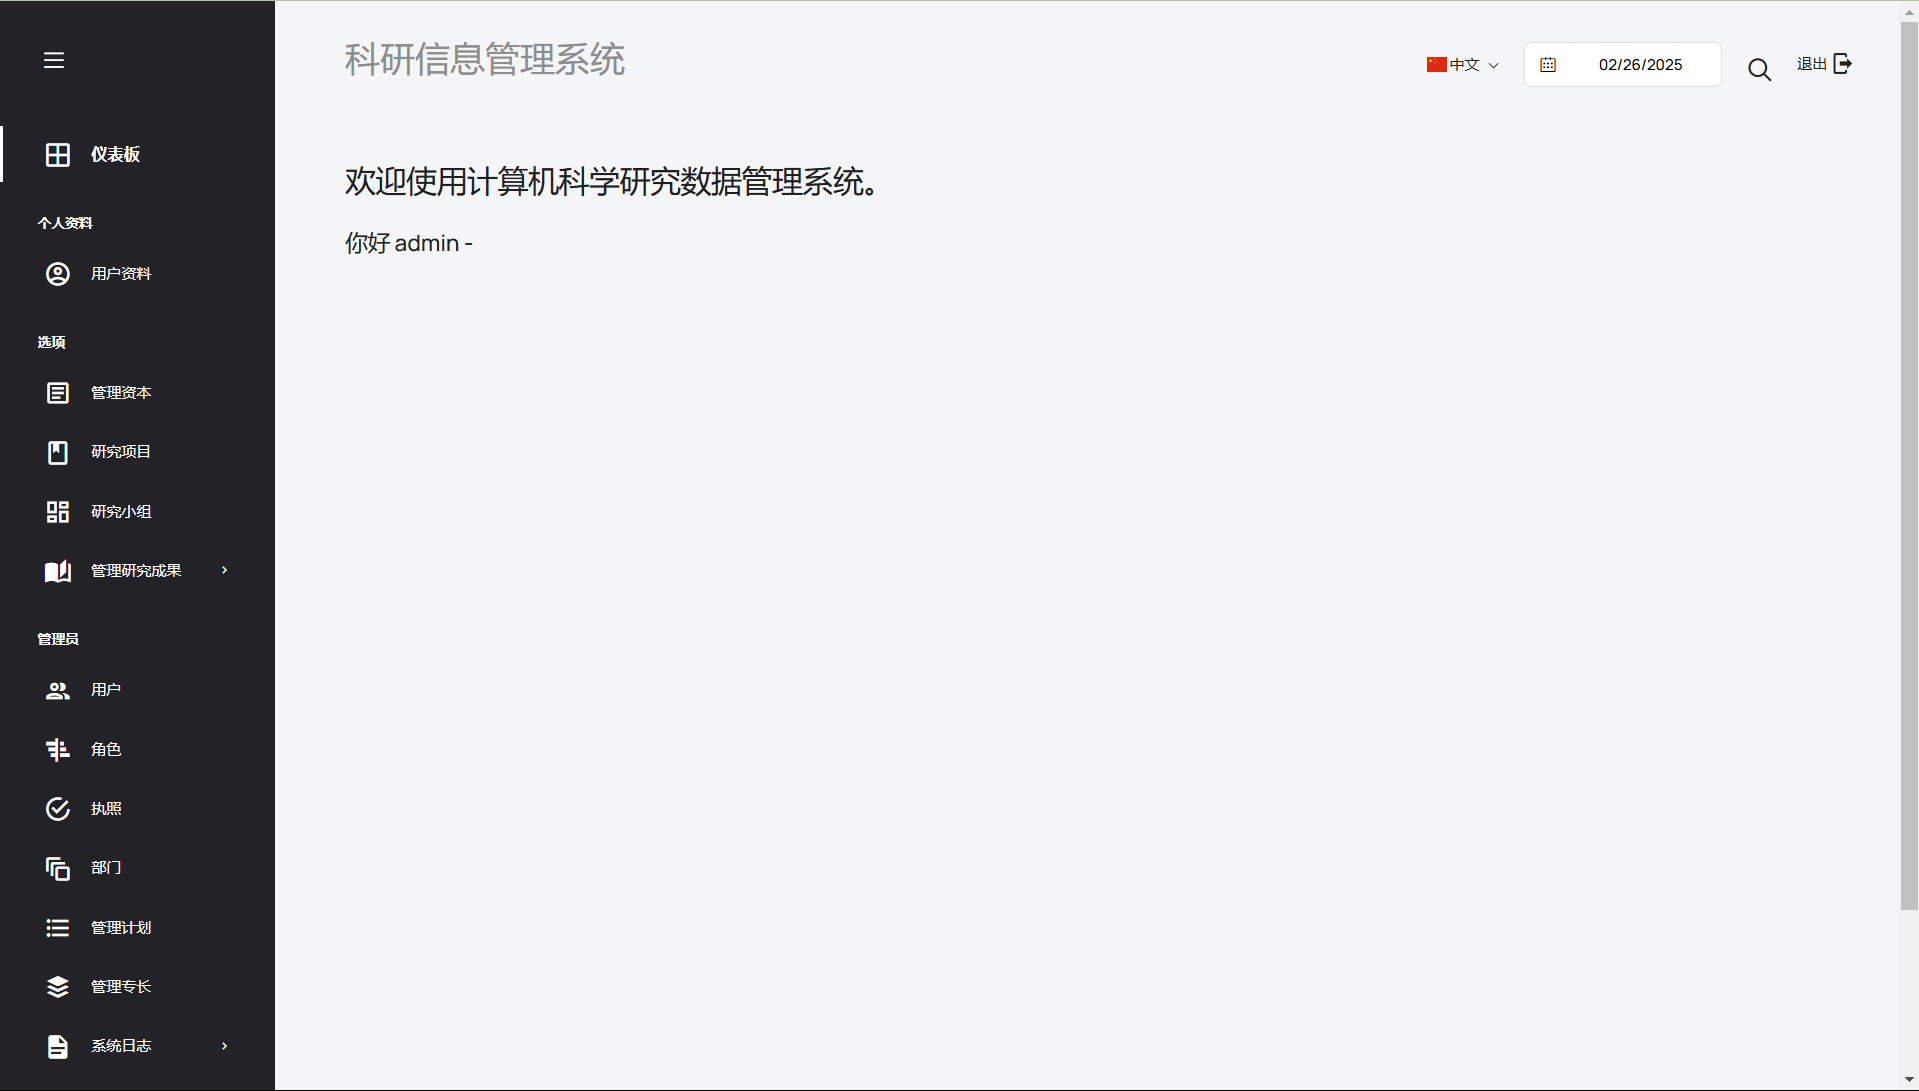 科研信息管理系统
中文
02/26/2025
退出
仪表板
个人资料
用户资料
选项
管理资本
研究项目
研究小组
管理研究成果
管理员
用户
角色
执照
部门
管理计划
管理专长
系统日志
欢迎使用计算机科学研究数据管理系统。
你好 admin -